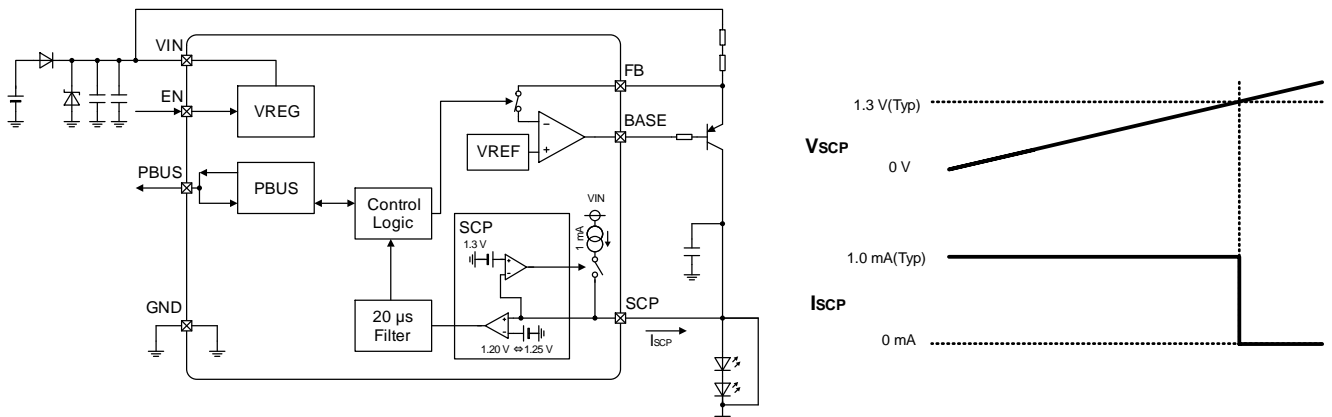 VIN
EN
VREG
PBUS
PBUS
GND
Control
Logic
20 µs
Filter
VREF
FB
BASE
SCP
1.3 V
VIN
1 mA
SCP
ISCP
1.20 V ⇔ 1.25 V
1.3 V(Typ)
VSCP
0 V
1.0 mA(Typ)
ISCP
0 mA